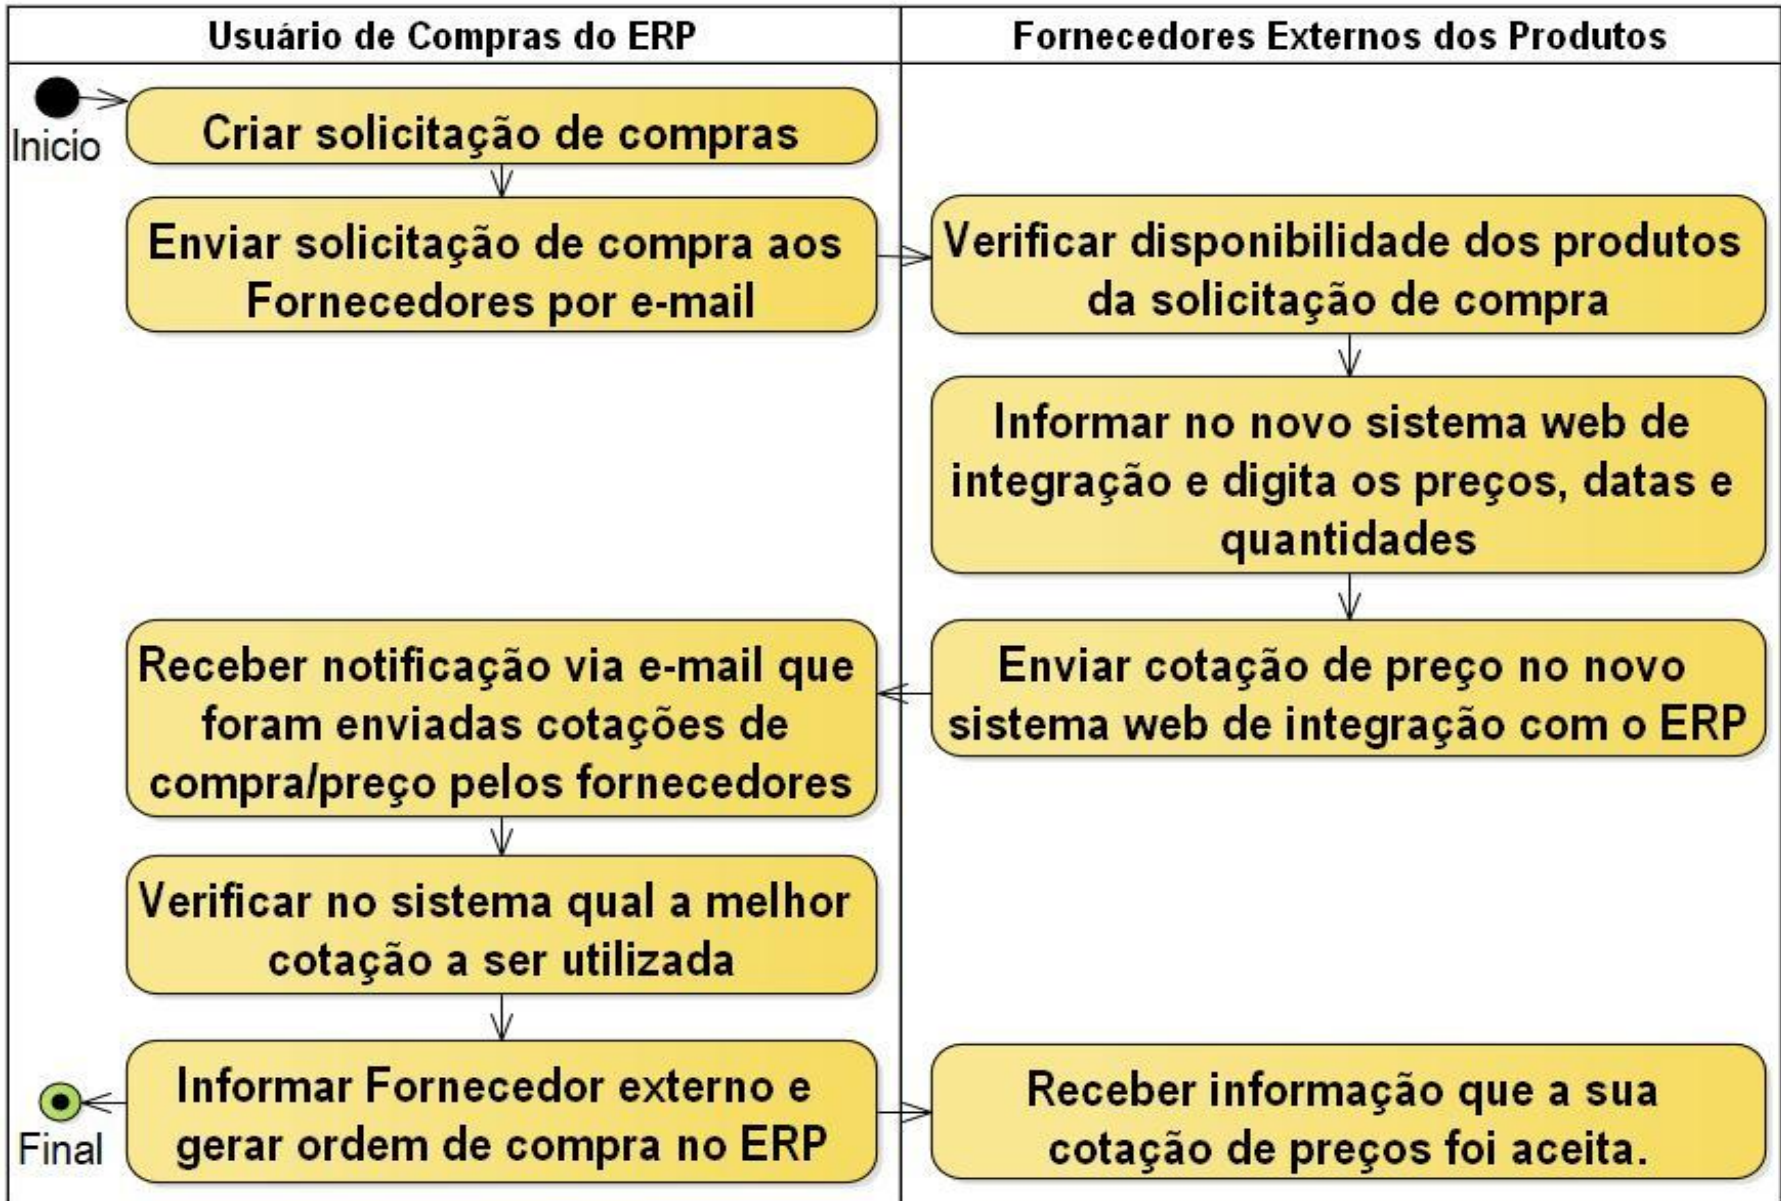 Usuário de Compras do ERP
Fornecedores Externos dos Produtos
Inicio
Criar solicitação de compras
Enviar solicitação de compra aos
Fornecedores por e-mail
Verificar disponibilidade dos produtos
da solicitação de compra
Informar no novo sistema web de
integração e digita os preços, datas e
quantidades
Enviar cotação de preço no novo
sistema web de integração com o ERP
Receber notificação via e-mail que
foram enviadas cotações de
compra/preço pelos fornecedores
Verificar no sistema qual a melhor
cotação a ser utilizada
Informar Fornecedor externo e
gerar ordem de compra no ERP
Final
Receber informação que a sua
cotação de preços foi aceita.